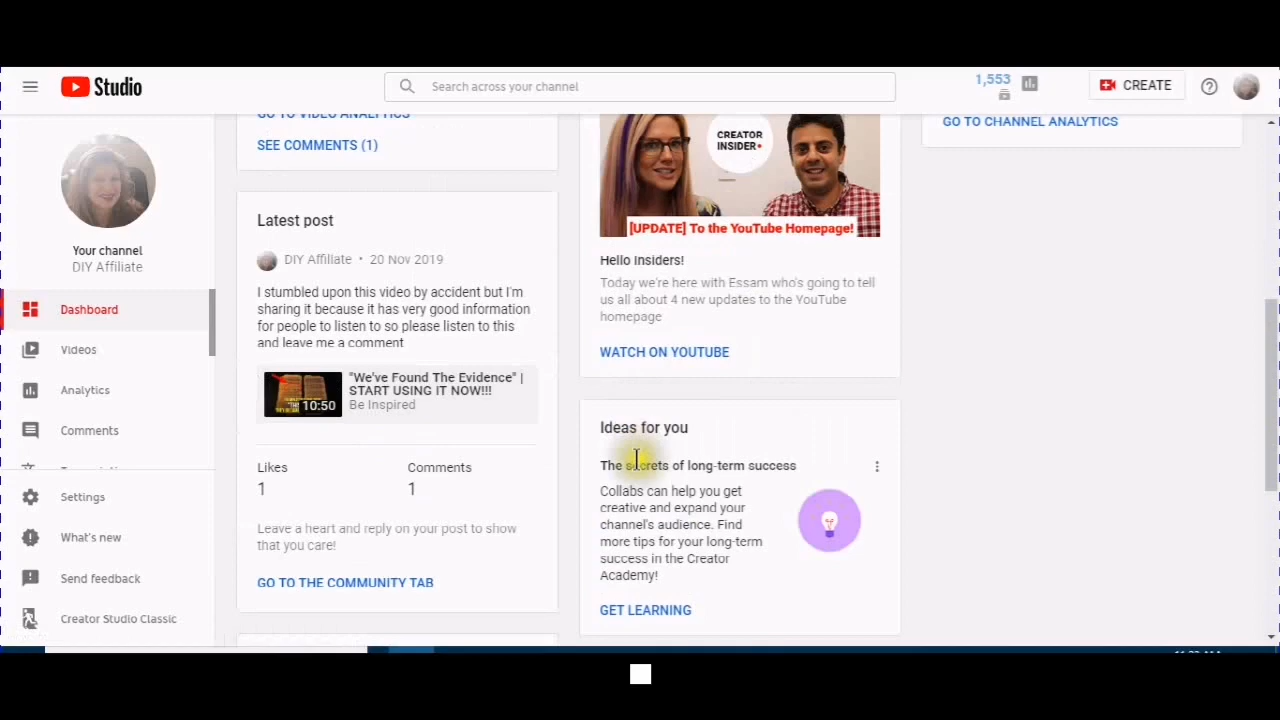 Studio
Search across your channel
1,553
CREATE
Your channel
DIY Affiliate
Dashboard
Videos
Analytics
Comments
Settings
What's new
Send feedback
Creator Studio Classic
GO TO VIDEO ANALYTICS
SEE COMMENTS (1)
Latest post
DIY Affiliate • 20 Nov 2019
I stumbled upon this video by accident but I'm
sharing it because it has very good information
for people to listen to so please listen to this
and leave me a comment
"We've Found The Evidence" |
START USING IT NOW!!!
Be Inspired
10:50
Likes
Comments
1
1
Leave a heart and reply on your post to show
that you care!
GO TO THE COMMUNITY TAB
CREATOR
INSIDER
[UPDATE] To the YouTube Homepage!
Hello Insiders!
Today we're here with Essam who's going to tell
us all about 4 new updates to the YouTube
homepage
WATCH ON YOUTUBE
Ideas for you
The secrets of long-term success
Collabs can help you get
creative and expand your
channel's audience. Find
more tips for your long-term
success in the Creator
Academy!
GET LEARNING
GO TO CHANNEL ANALYTICS